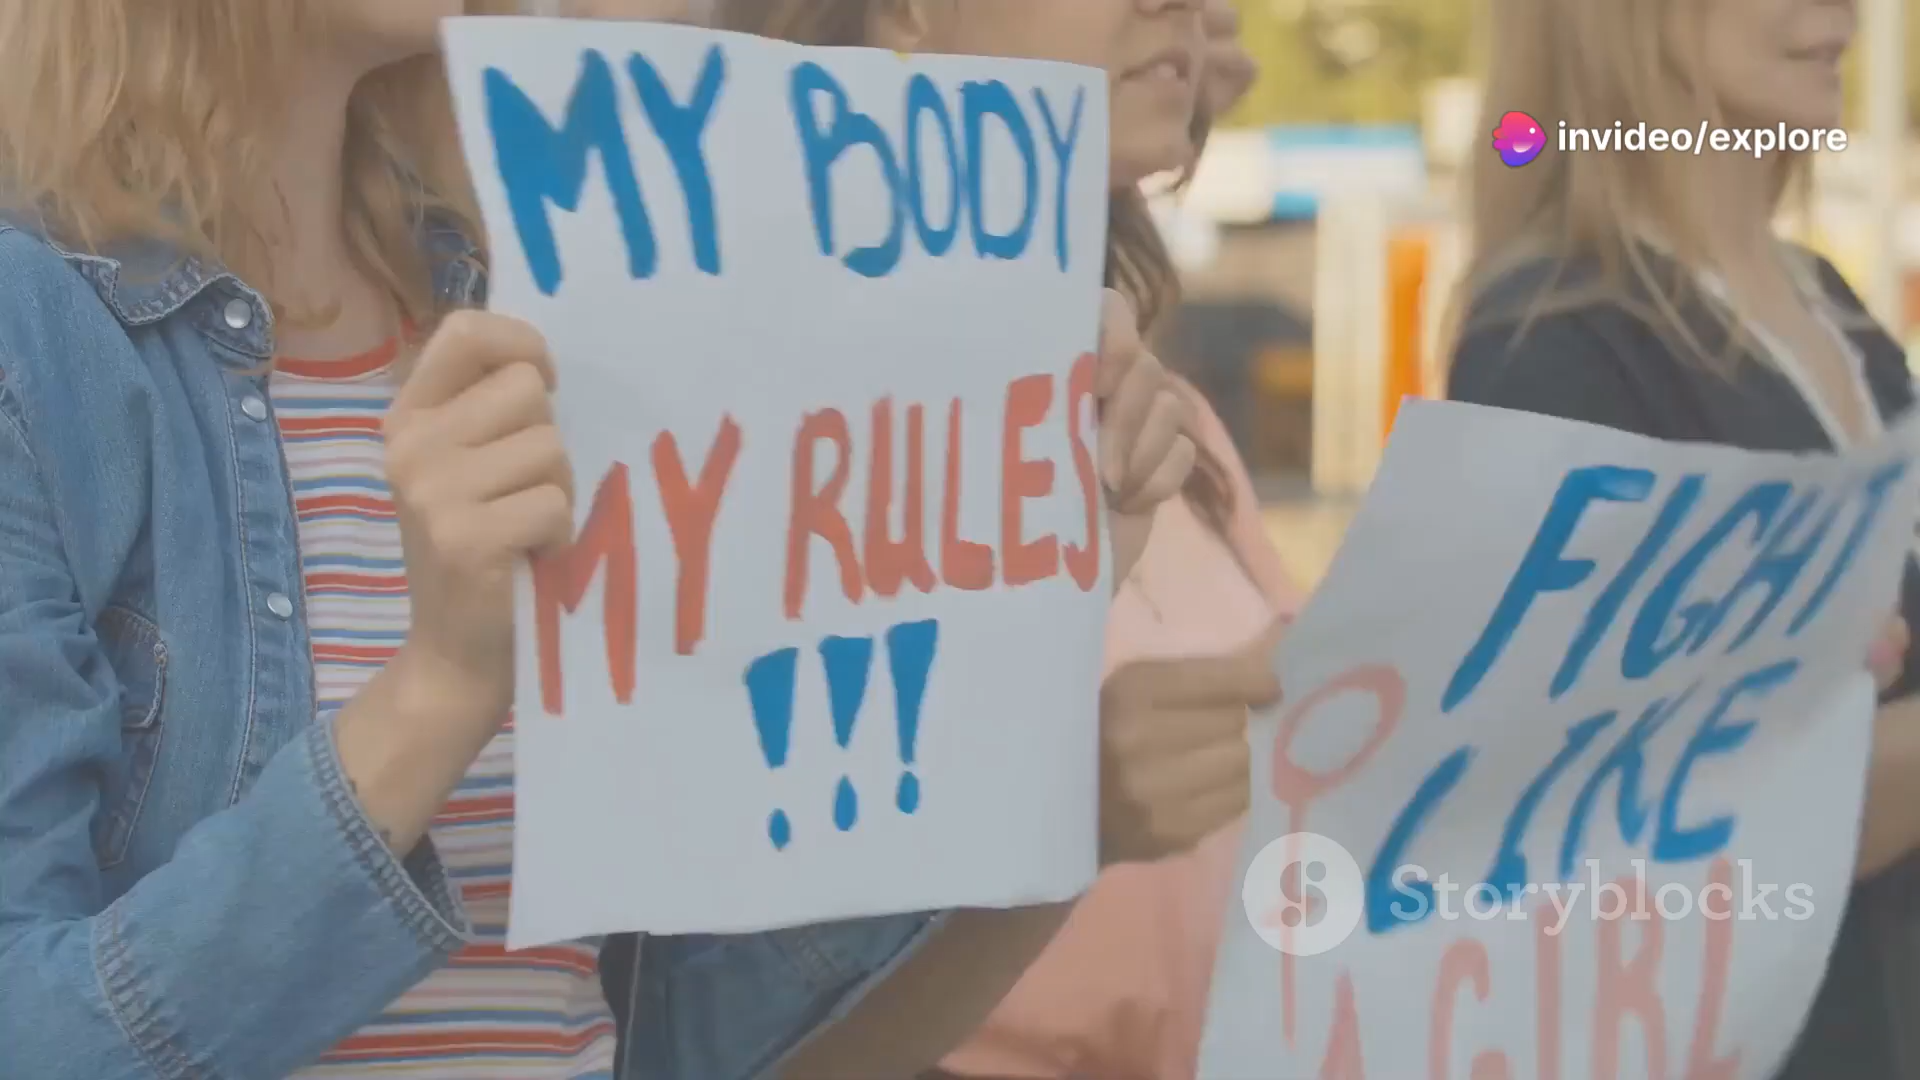 MY BODY
MY RULES
!!!
FIGHT
LIKE
A GIRL
invideo/explore
Storyblocks